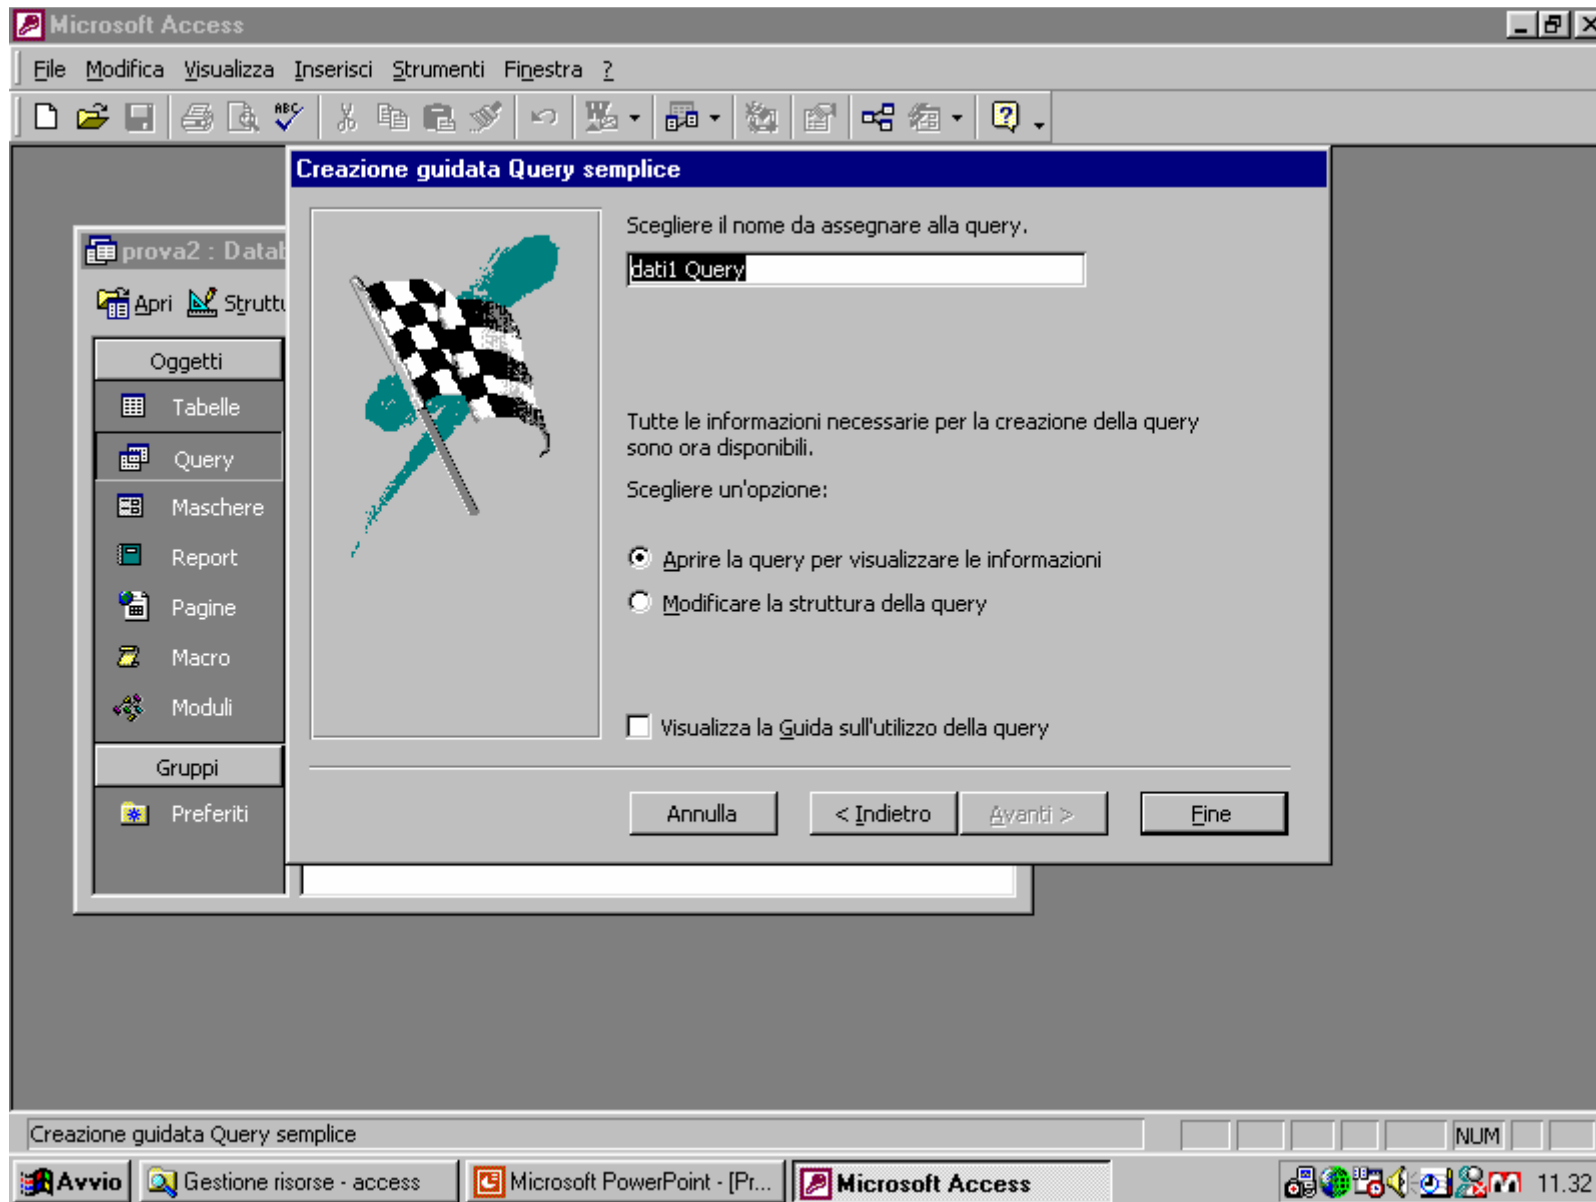 Microsoft Access
File Modifica Visualizza Inserisci Strumenti Finestra ?
ABC
Creazione guidata Query semplice
Scegliere il nome da assegnare alla query.
dati1 Query
prova2 : Datab
Apri Struttu
Oggetti
Tabelle
Query
Maschere
Report
Pagine
Macro
Moduli
Gruppi
Preferiti
Tutte le informazioni necessarie per la creazione della query
sono ora disponibili.
Scegliere un'opzione:
Aprire la query per visualizzare le informazioni
Modificare la struttura della query
Visualizza la Guida sull'utilizzo della query
Annulla < Indietro Avanti > Fine
Creazione guidata Query semplice NUM
Avvio Gestione risorse - access Microsoft PowerPoint - [Pr... Microsoft Access 11.32